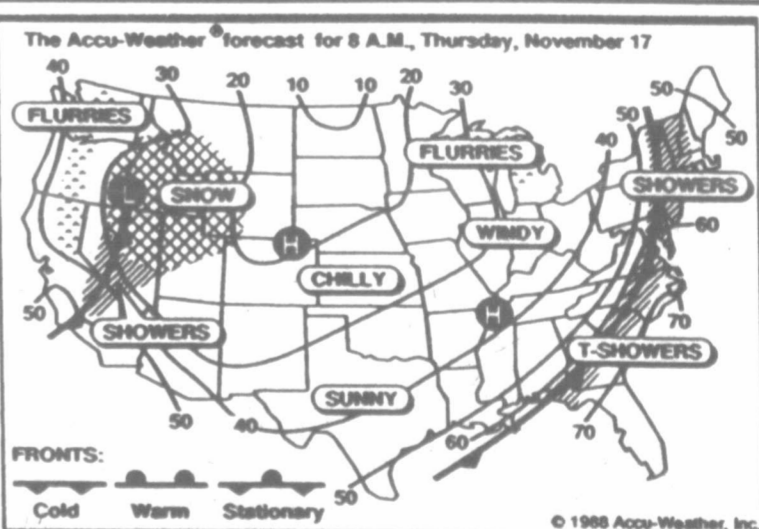 The Accu-Weather ® forecast for 8 A.M., Thursday, November 17
40
30
20
10
10
20
30
50
50
40
50
FLURRIES
FLURRIES
SNOW
L
SHOWERS
60
WINDY
H
CHILLY
H
50
SHOWERS
70
T-SHOWERS
SUNNY
50
40
60
70
50
FRONTS:
Cold
Warm
Stationary
© 1988 Accu-Weather, Inc.